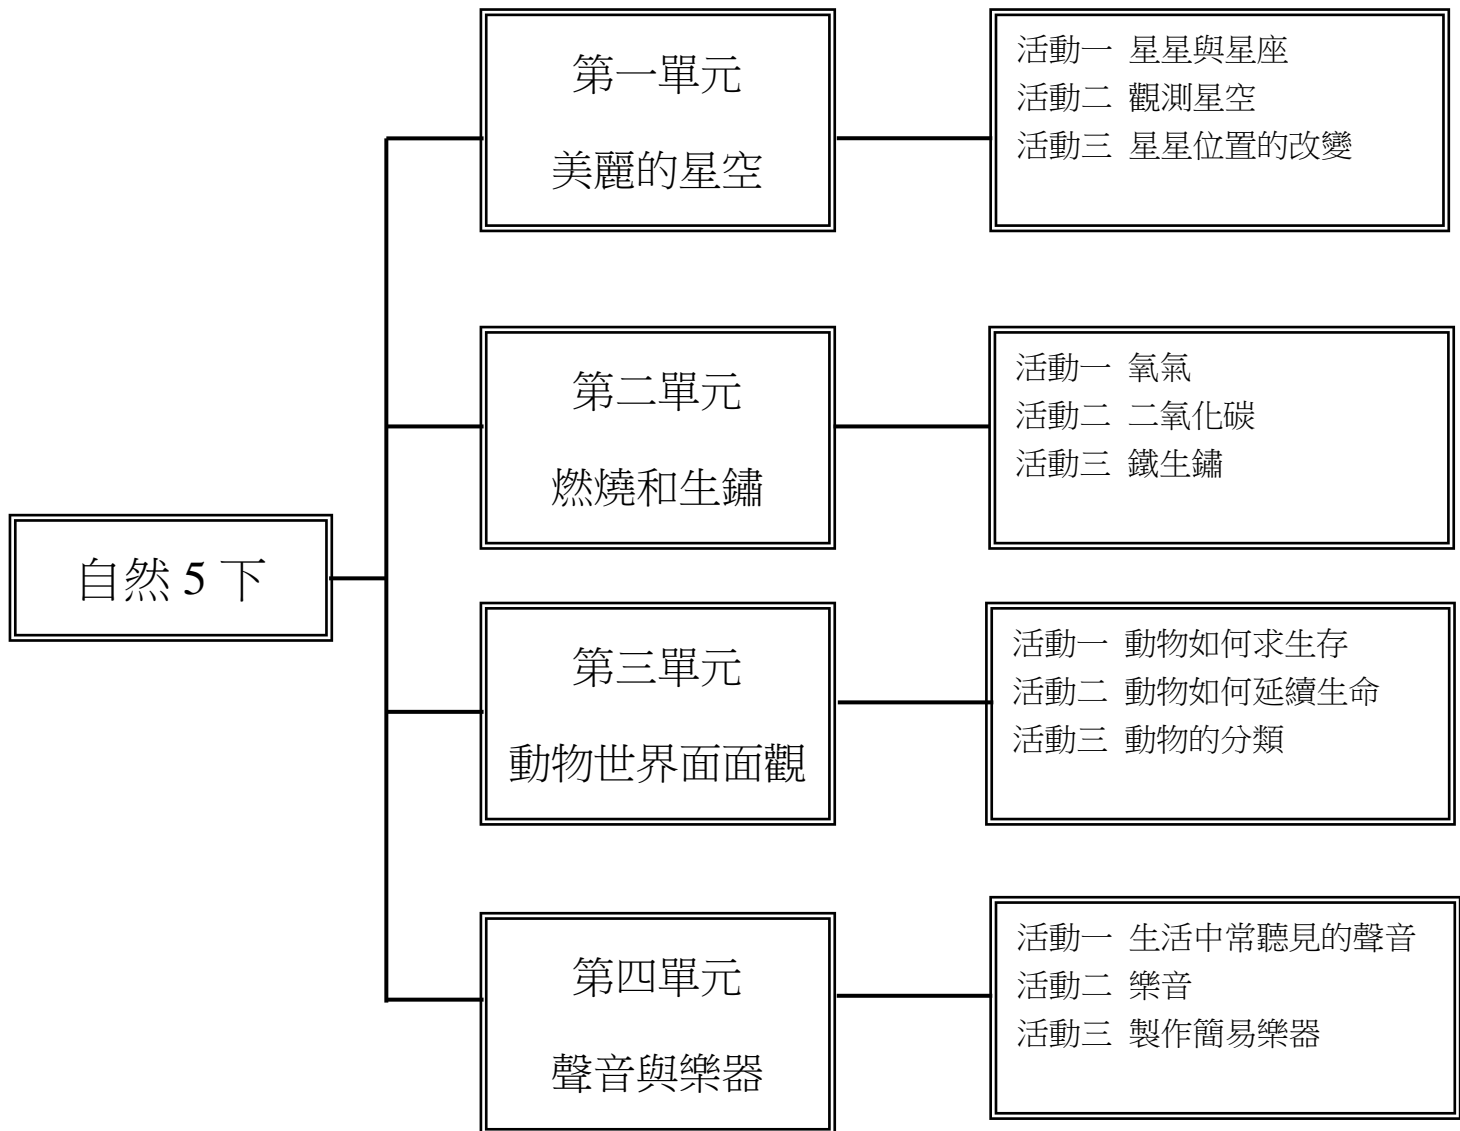 自然 5 下
第一單元
美麗的星空
活動一 星星與星座
活動二 觀測星空
活動三 星星位置的改變
第二單元
燃燒和生鏽
活動一 氧氣
活動二 二氧化碳
活動三 鐵生鏽
第三單元
動物世界面面觀
活動一 動物如何求生存
活動二 動物如何延續生命
活動三 動物的分類
第四單元
聲音與樂器
活動一 生活中常聽見的聲音
活動二 樂音
活動三 製作簡易樂器